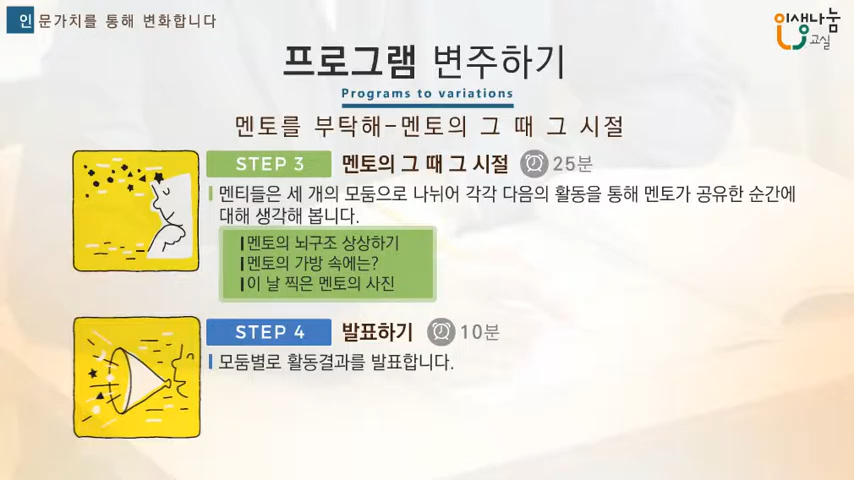 인문가치를 통해 변화합니다
인생나눔
교실
프로그램 변주하기
Programs to variations
멘토를 부탁해-멘토의 그 때 그 시절
STEP 3 멘토의 그 때 그 시절 25분
멘티들은 세 개의 모둠으로 나뉘어 각각 다음의 활동을 통해 멘토가 공유한 순간에
대해 생각해 봅니다.
멘토의 뇌구조 상상하기
멘토의 가방 속에는?
이 날 찍은 멘토의 사진
STEP 4 발표하기 10분
모둠별로 활동결과를 발표합니다.